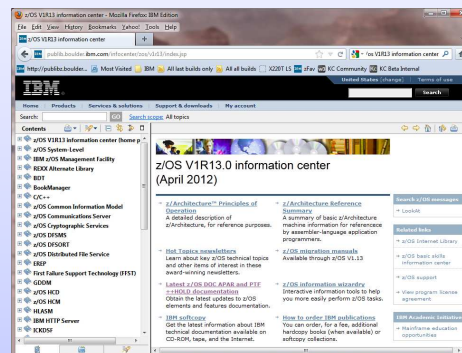 z/OS V1R13 information center - Mozilla Firefox: IBM Edition
File Edit View History Bookmarks Yahoo! Tools Help
z/OS V1R13 information center
publib.boulder.ibm.com/infocenter/zos/v1r13/index.jsp
http://publibz.boulder... Most Visited IBM All last builds only All all builds X220T LS zFav KC Community KC Beta Internal
United States [change] Terms of use
IBM
Search
Home Products Services & solutions Support & downloads My account
Search: GO Search scope: All topics
Contents
z/OS V1R13 information center (home p
z/OS System-Level
IBM z/OS Management Facility
REXX Alternate Library
BDT
BookManager
C/C++
z/OS Common Information Model
z/OS Communications Server
z/OS Cryptographic Services
z/OS DFSMS
z/OS DFSORT
z/OS Distributed File Service
EREP
First Failure Support Technology (FFST)
GDDM
z/OS HCD
z/OS HCM
HLASM
IBM HTTP Server
ICKDSF
z/OS V1R13.0 information center
(April 2012)
z/Architecture™ Principles of
Operation
A detailed description of
z/Architecture, for reference purposes.
z/Architecture Reference
Summary
A summary of basic z/Architecture
machine information for reference
by assembler-language application
programmers.
Hot Topics newsletters
Learn about key z/OS technical topics
and other items of interest in these
award-winning newsletters.
z/OS migration manuals
Available through z/OS V1.13
Latest z/OS DOC APAR and PTF
++HOLD documentation
Obtain the latest updates to z/OS
elements and features documentation.
z/OS information wizardry
Interactive information tools to help
you more easily perform z/OS tasks.
IBM softcopy
Get the latest information about IBM
technical documentation available on
CD-ROM, tape, and the Internet.
How to order IBM publications
You can order, for a fee, additional
hardcopy books (when available) or
softcopy collections.
Search z/OS messages
LookAt
Related links
z/OS Internet Library
z/OS basic skills
information center
z/OS support
View program license
agreement
IBM Academic Initiative
Mainframe education
opportunities